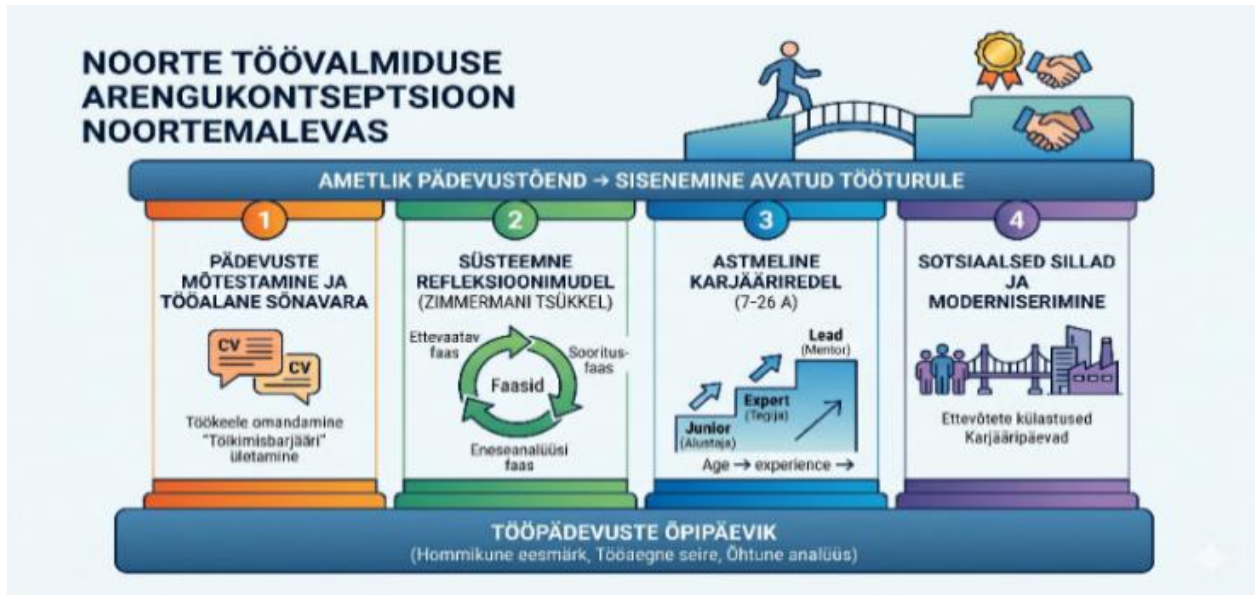 NOORTE TÖÖVALMIDUSE
ARENGUKONTSEPTSIOON
NOORTEMALEVAS
AMETLIK PÄDEVUSTÕEND → SISENEMINE AVATUD TÖÖTURULE
1
PÄDEVUSTE
MÕTESTAMINE JA
TÖÖALANE SÕNAVARA
CV
CV
Töökeele omandamine
"Tõlkimisbarjääri"
ületamine
2
SÜSTEEMNE
REFLEKSIOONIMUDEL
(ZIMMERMANI TSÜKKEL)
Ettevaatav
faas
Sooritus-
faas
Faasid
Eneseanalüüsi
faas
3
ASTMELINE
KARJÄÄRIREDEL
(7-26 A)
Lead
(Mentor)
Expert
(Tegija)
Junior
(Alustaja)
Age → experience →
4
SOTSIAALSED SILLAD
JA
MODERNISEERIMINE
Ettevõtete külastused
Karjääripäevad
TÖÖPÄDEVUSTE ÕPIPÄEVIK
(Hommikune eesmärk, Tööaegne seire, Õhtune analüüs)